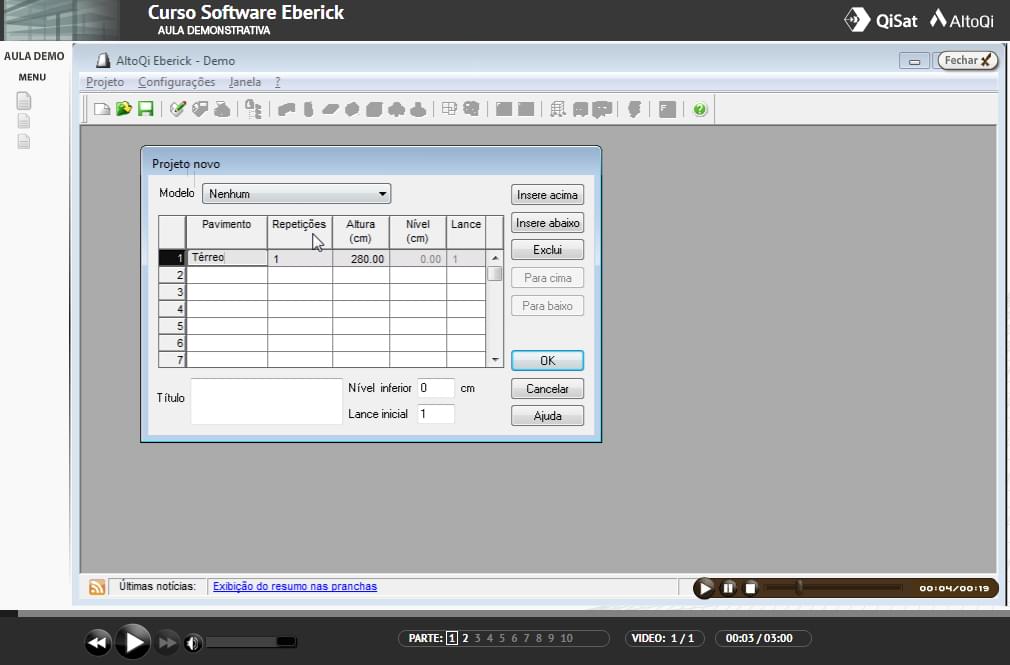 Curso Software Eberick
AULA DEMONSTRATIVA
QiSat
AltoQi
AULA DEMO
MENU
AltoQi Eberick - Demo
Fechar
Projeto Configurações Janela ?
Projeto novo
Modelo Nenhum
Insere acima
Pavimento Repetições Altura (cm) Nível (cm) Lance
Insere abaixo
1 Térreo 1 280.00 0.00 1
Exclui
2
Para cima
3
4
Para baixo
5
6
7
OK
Título
Nível inferior 0 cm
Cancelar
Lance inicial 1
Ajuda
Últimas notícias: Exibição do resumo nas pranchas
00:04/00:19
PARTE: 1 2 3 4 5 6 7 8 9 10
VIDEO: 1 / 1
00:03 / 03:00